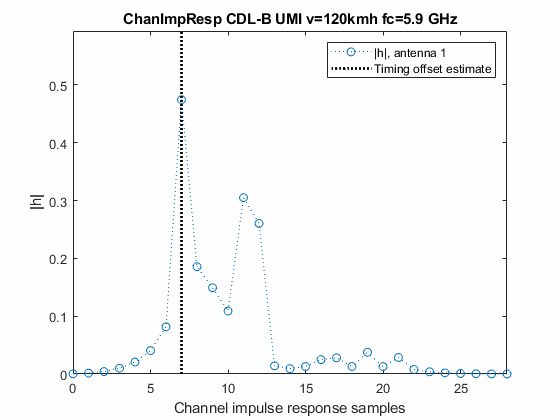 ChanImpResp CDL-B UMI v=120kmh fc=5.9 GHz
|h|, antenna 1
Timing offset estimate
0.5
0.4
0.3
0.2
0.1
0
|h|
0 5 10 15 20 25
Channel impulse response samples